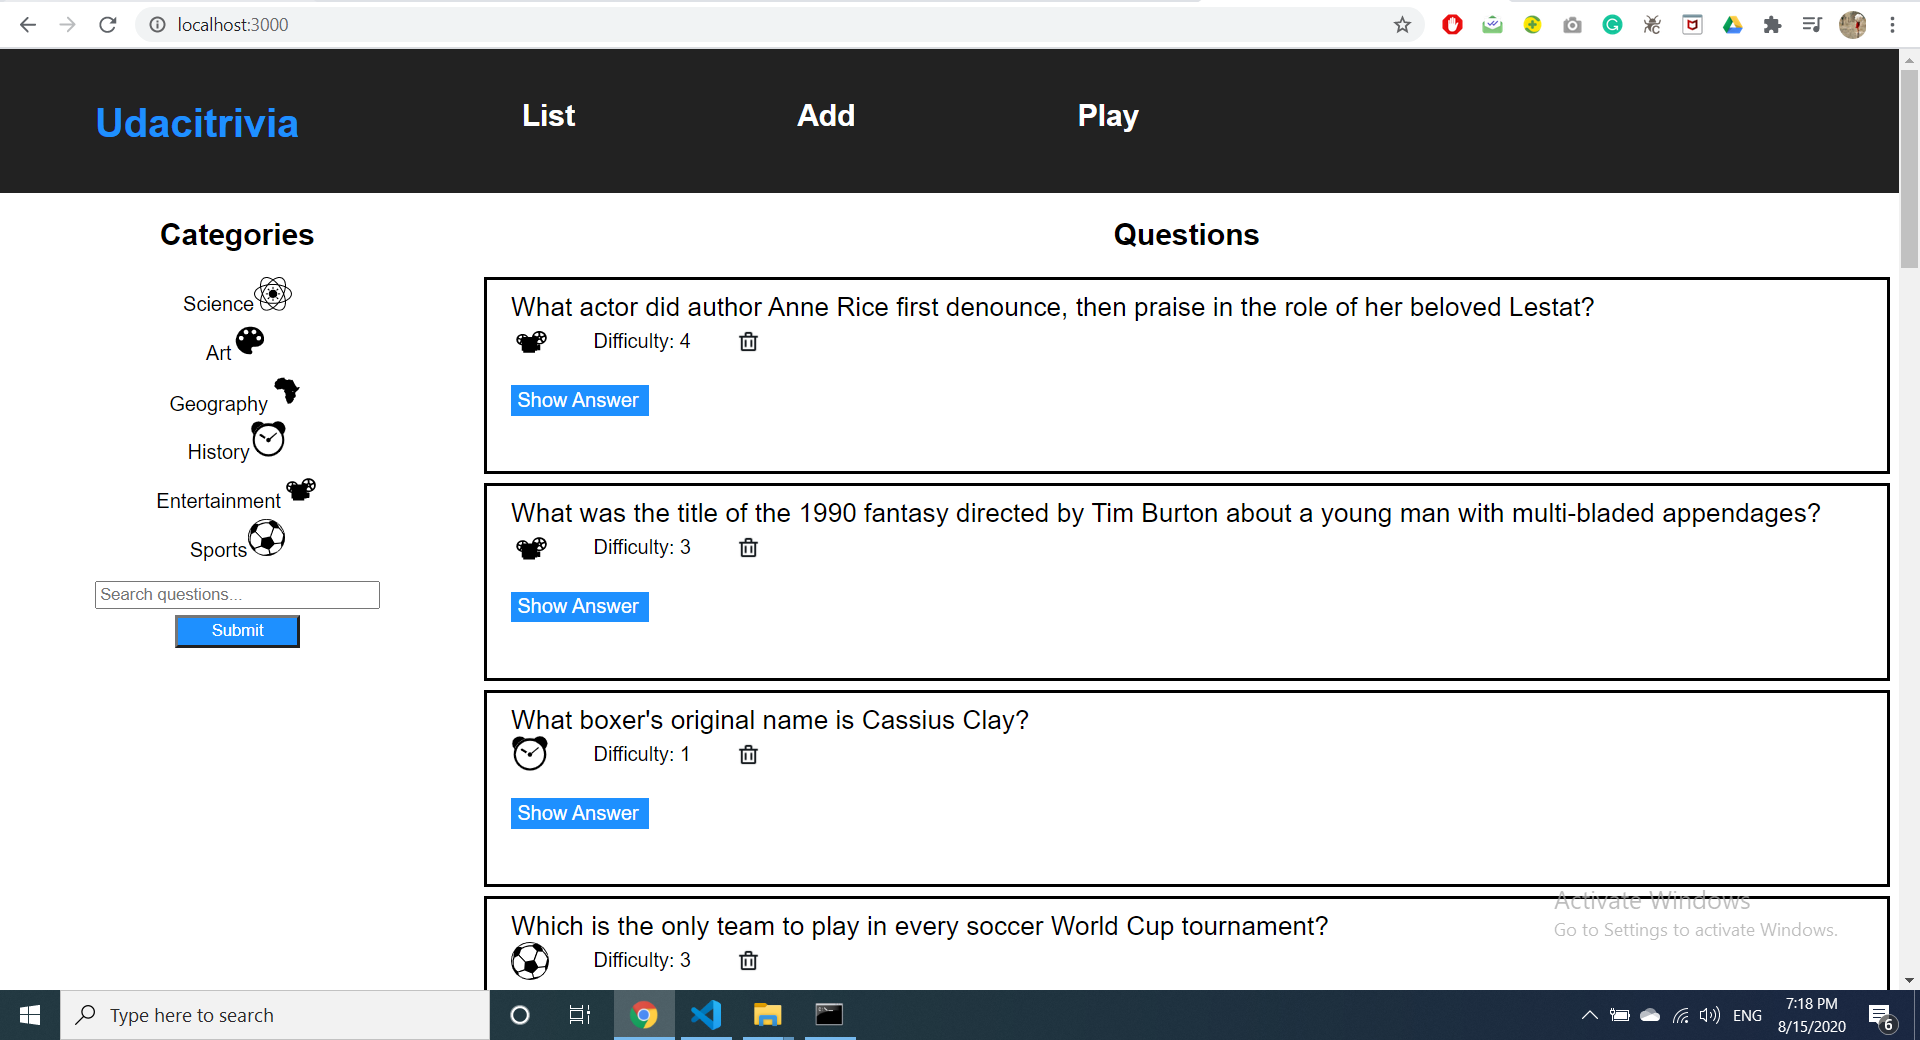 localhost:3000
Udacitrivia
List
Add
Play
Categories
Science
Art
Geography
History
Entertainment
Sports
Search questions...
Submit
Questions
What actor did author Anne Rice first denounce, then praise in the role of her beloved Lestat?
Difficulty: 4
Show Answer
What was the title of the 1990 fantasy directed by Tim Burton about a young man with multi-bladed appendages?
Difficulty: 3
Show Answer
What boxer's original name is Cassius Clay?
Difficulty: 1
Show Answer
Which is the only team to play in every soccer World Cup tournament?
Difficulty: 3
Activate Windows
Go to Settings to activate Windows.
Type here to search
ENG
7:18 PM
8/15/2020
6